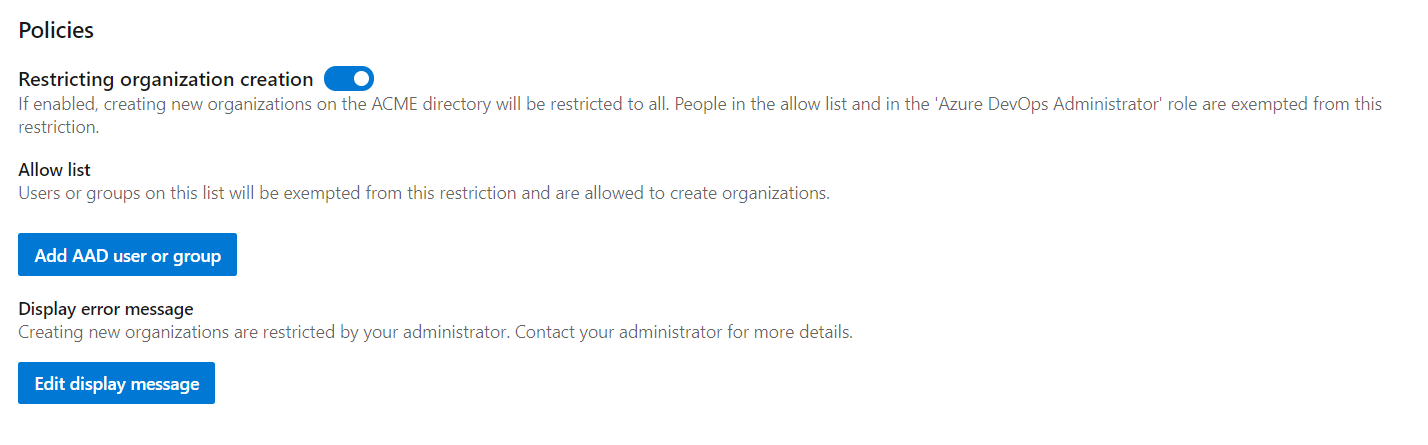 Policies
Restricting organization creation
If enabled, creating new organizations on the ACME directory will be restricted to all. People in the allow list and in the 'Azure DevOps Administrator' role are exempted from this
restriction.
Allow list
Users or groups on this list will be exempted from this restriction and are allowed to create organizations.
Add AAD user or group
Display error message
Creating new organizations are restricted by your administrator. Contact your administrator for more details.
Edit display message